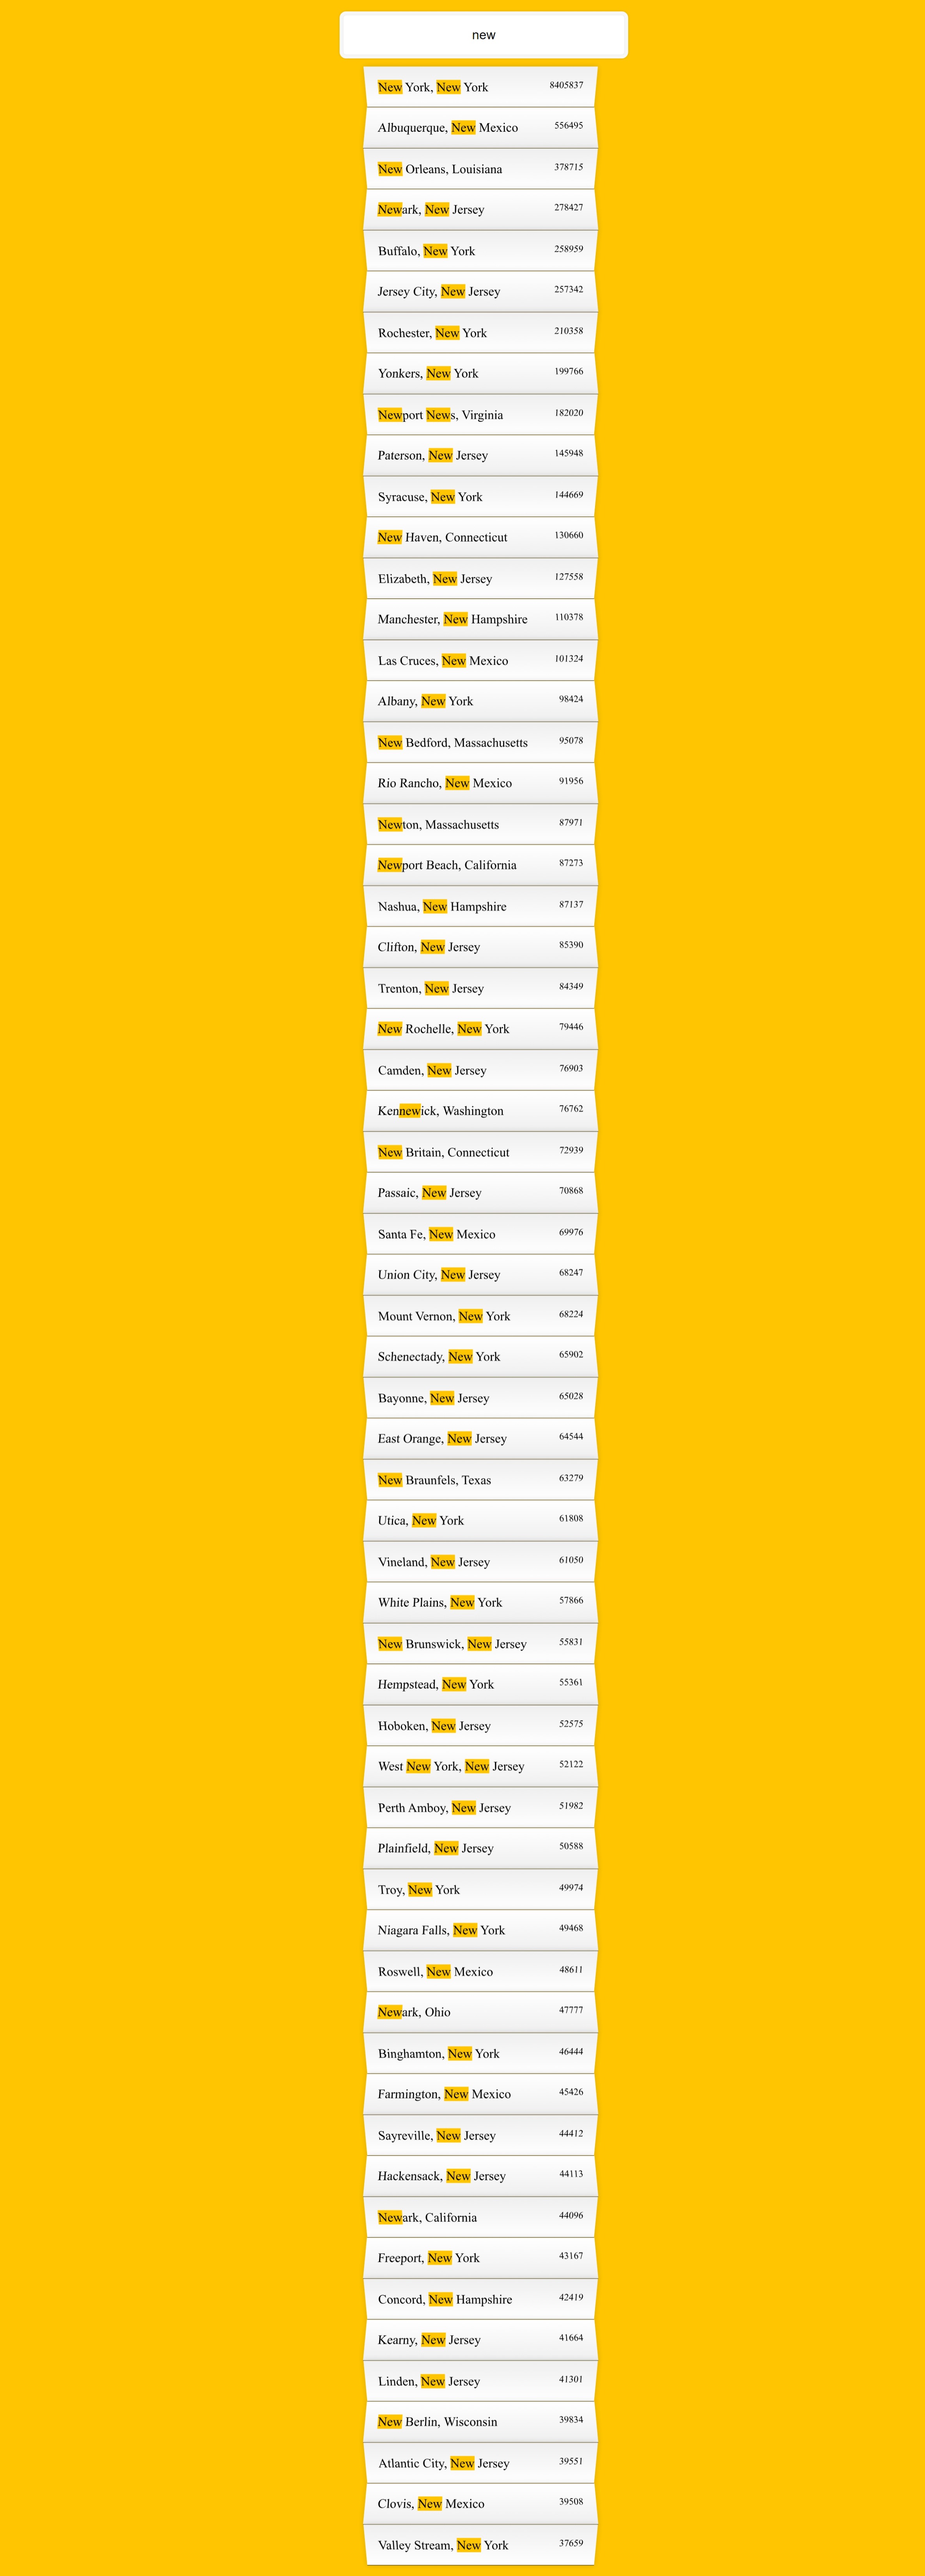 new
New York, New York 8405837
Albuquerque, New Mexico 556495
New Orleans, Louisiana 378715
Newark, New Jersey 278427
Buffalo, New York 258959
Jersey City, New Jersey 257342
Rochester, New York 210358
Yonkers, New York 199766
Newport News, Virginia 182020
Paterson, New Jersey 145948
Syracuse, New York 144669
New Haven, Connecticut 130660
Elizabeth, New Jersey 127558
Manchester, New Hampshire 110378
Las Cruces, New Mexico 101324
Albany, New York 98424
New Bedford, Massachusetts 95078
Rio Rancho, New Mexico 91956
Newton, Massachusetts 87971
Newport Beach, California 87273
Nashua, New Hampshire 87137
Clifton, New Jersey 85390
Trenton, New Jersey 84349
New Rochelle, New York 79446
Camden, New Jersey 76903
Kennewick, Washington 76762
New Britain, Connecticut 72939
Passaic, New Jersey 70868
Santa Fe, New Mexico 69976
Union City, New Jersey 68247
Mount Vernon, New York 68224
Schenectady, New York 65902
Bayonne, New Jersey 65028
East Orange, New Jersey 64544
New Braunfels, Texas 63279
Utica, New York 61808
Vineland, New Jersey 61050
White Plains, New York 57866
New Brunswick, New Jersey 55831
Hempstead, New York 55361
Hoboken, New Jersey 52575
West New York, New Jersey 52122
Perth Amboy, New Jersey 51982
Plainfield, New Jersey 50588
Troy, New York 49974
Niagara Falls, New York 49468
Roswell, New Mexico 48611
Newark, Ohio 47777
Binghamton, New York 46444
Farmington, New Mexico 45426
Sayreville, New Jersey 44412
Hackensack, New Jersey 44113
Newark, California 44096
Freeport, New York 43167
Concord, New Hampshire 42419
Kearny, New Jersey 41664
Linden, New Jersey 41301
New Berlin, Wisconsin 39834
Atlantic City, New Jersey 39551
Clovis, New Mexico 39508
Valley Stream, New York 37659